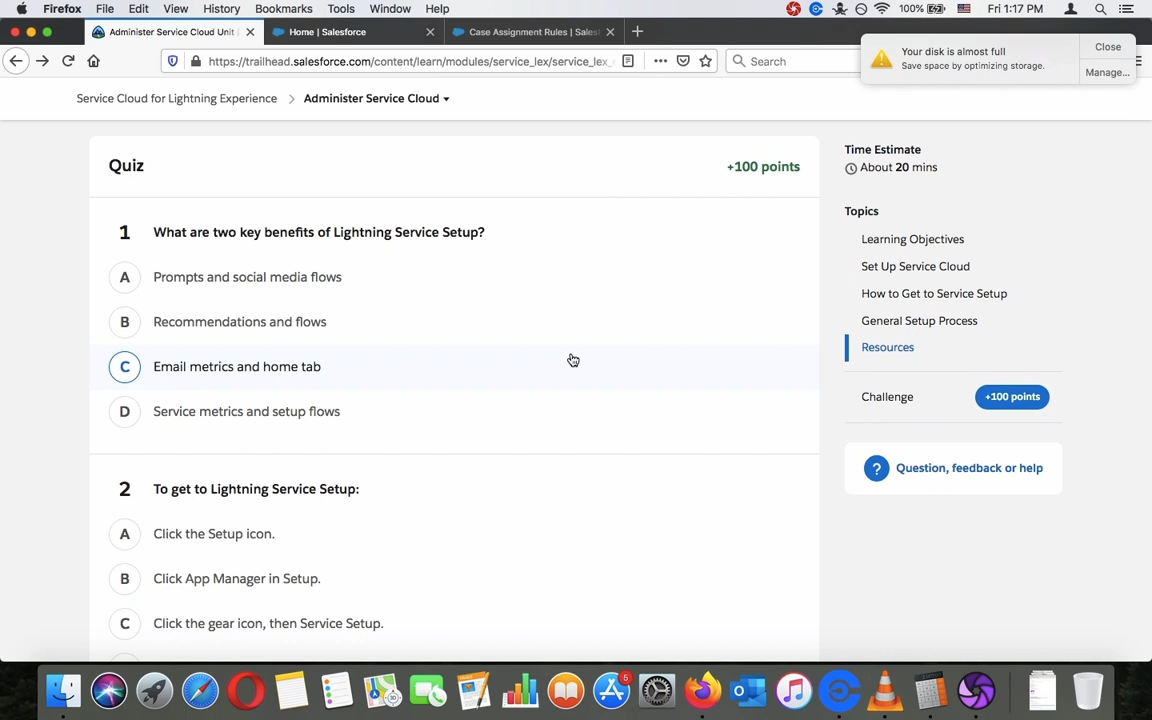 Firefox File Edit View History Bookmarks Tools Window Help
100% Fri 1:17 PM
Administer Service Cloud Unit
Home | Salesforce
Case Assignment Rules | Sales
https://trailhead.salesforce.com/content/learn/modules/service_lex/service_lex_
Search
Your disk is almost full
Save space by optimizing storage.
Close
Manage...
Service Cloud for Lightning Experience > Administer Service Cloud
Quiz
+100 points
1 What are two key benefits of Lightning Service Setup?
A Prompts and social media flows
B Recommendations and flows
C Email metrics and home tab
D Service metrics and setup flows
2 To get to Lightning Service Setup:
A Click the Setup icon.
B Click App Manager in Setup.
C Click the gear icon, then Service Setup.
Time Estimate
About 20 mins
Topics
Learning Objectives
Set Up Service Cloud
How to Get to Service Setup
General Setup Process
Resources
Challenge +100 points
? Question, feedback or help
6